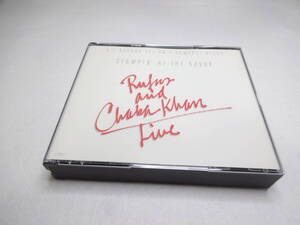 STOMPIN' AT THE SAVOY
Rufus
and
Chaka Khan
Live